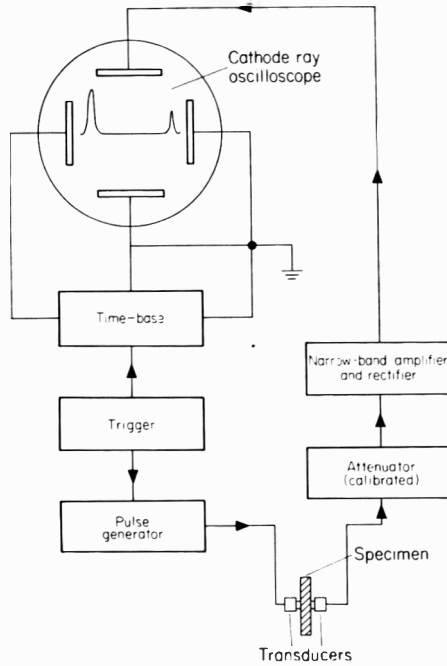 Cathode ray
oscilloscope
Time-base
Narrow-band amplifier
and rectifier
Trigger
Attenuator
(calibrated)
Pulse
generator
Specimen
Transducers